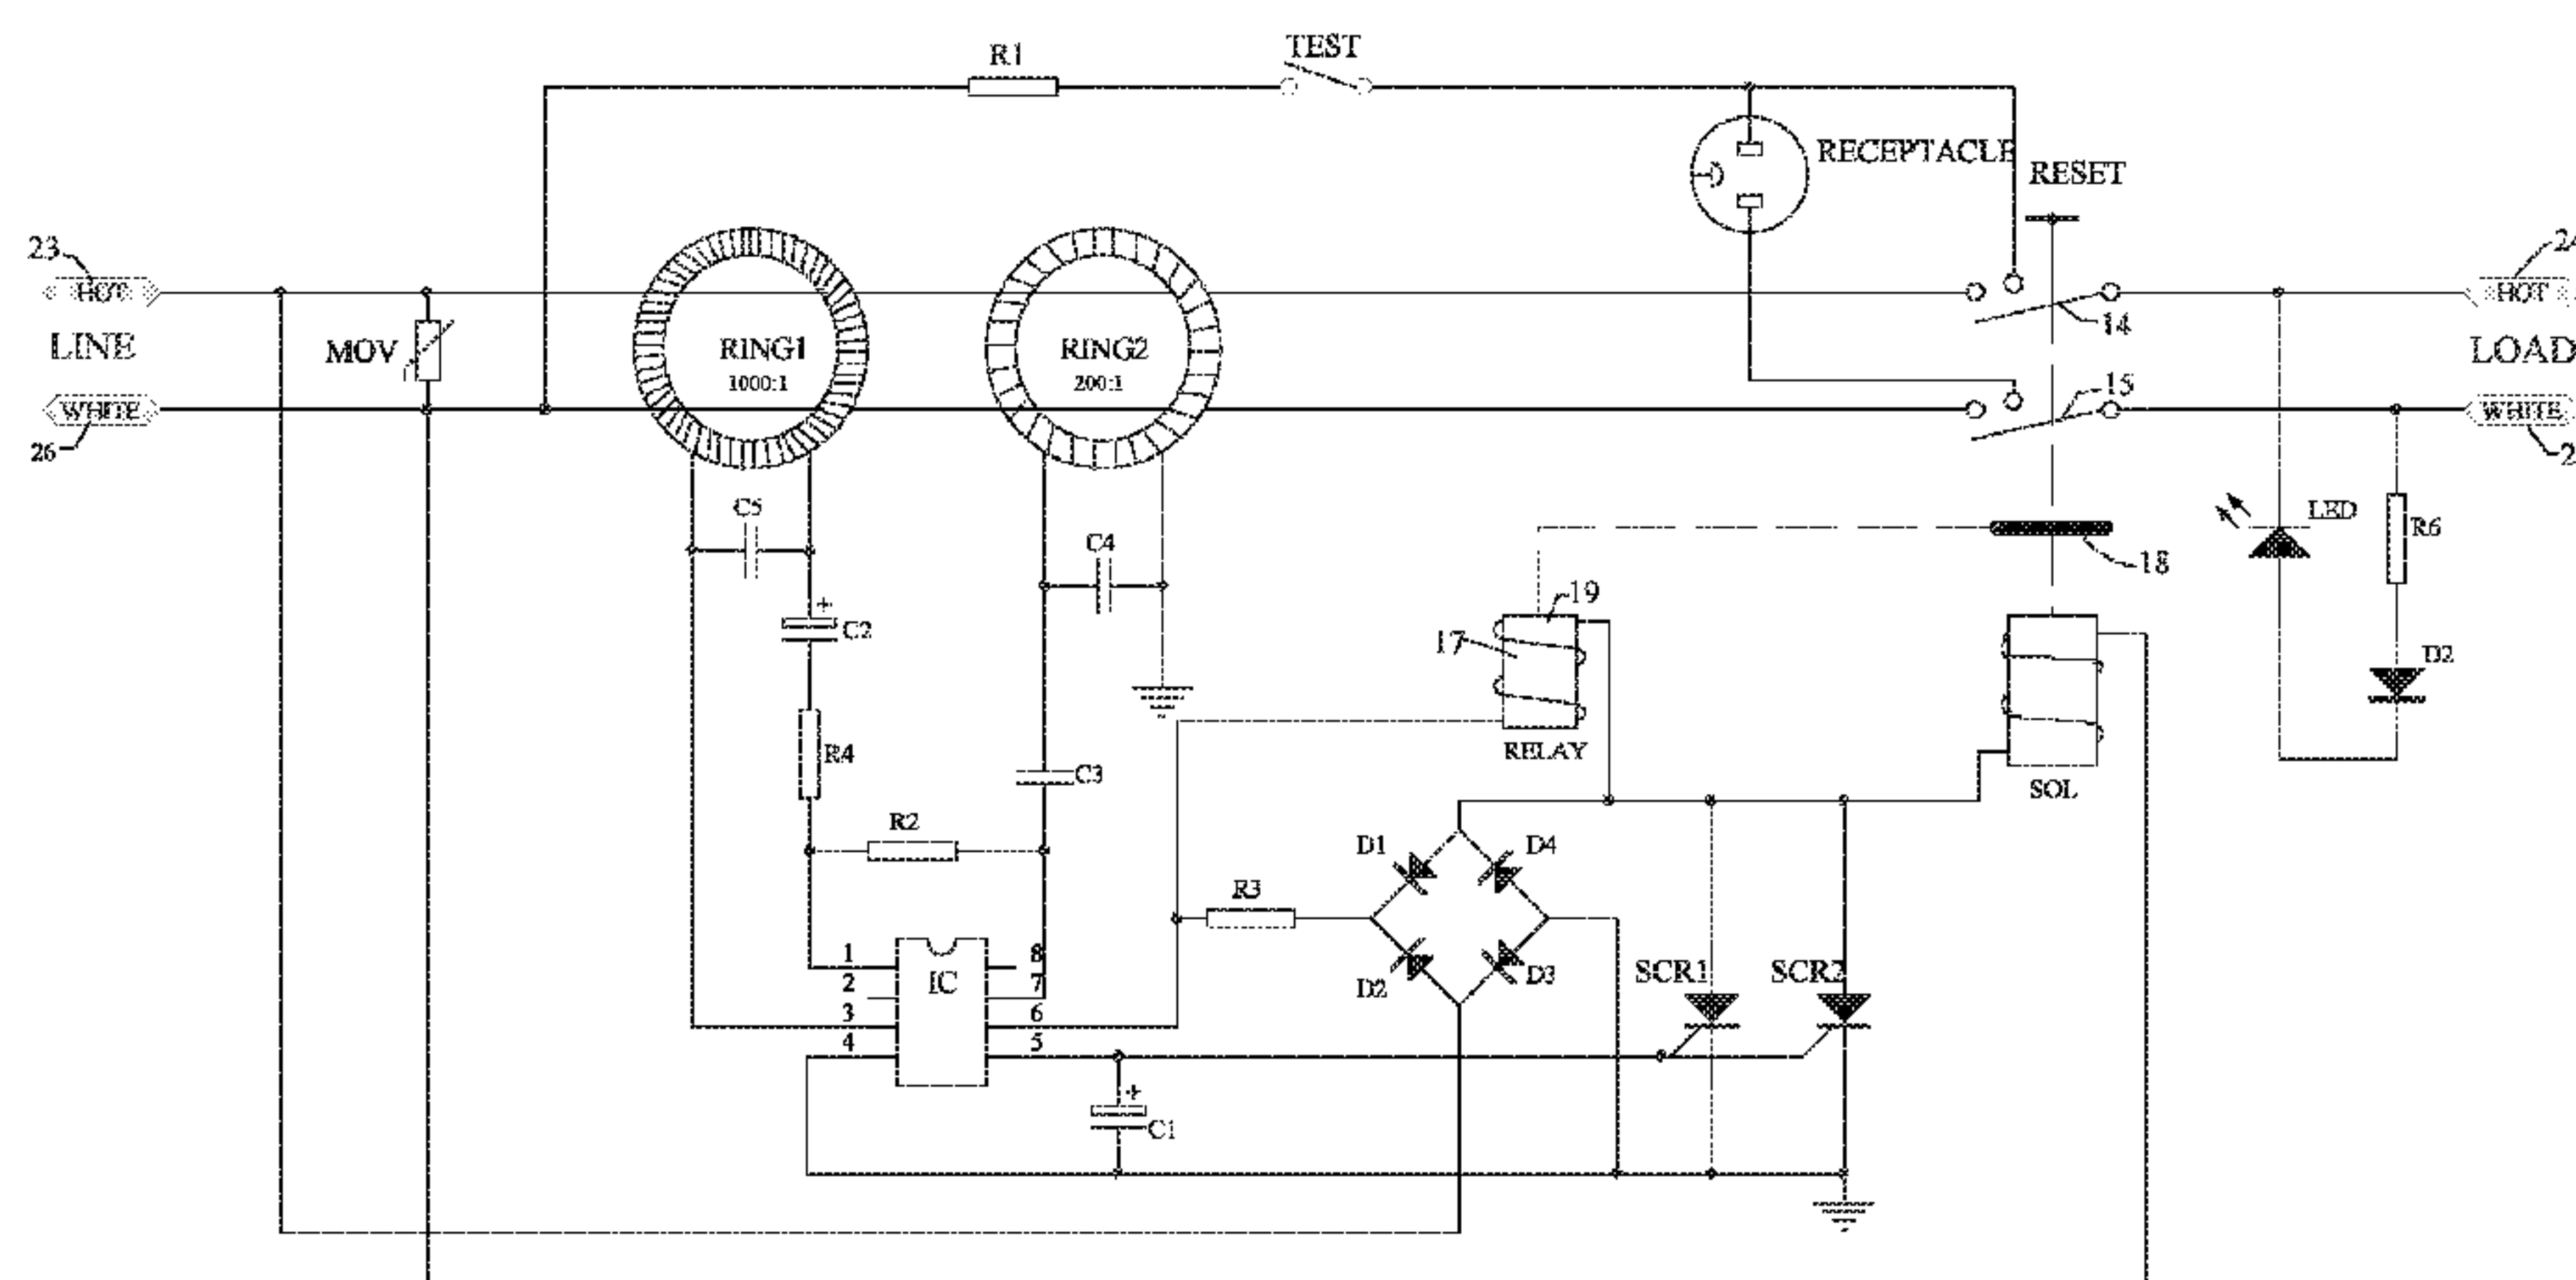 R1
TEST
RECEPTACLE
RESET
23
HOT
LINE
WHITE
26
MOV
RING1
1000:1
RING2
200:1
14
15
24
HOT
LOAD
WHITE
2
C5
C4
C2
R4
C3
R2
19
17
RELAY
18
SOL
LED
R6
D2
D1
D4
R3
D2
D3
SCR1
SCR2
IC
1
2
3
4
8
7
6
5
+
C1
+